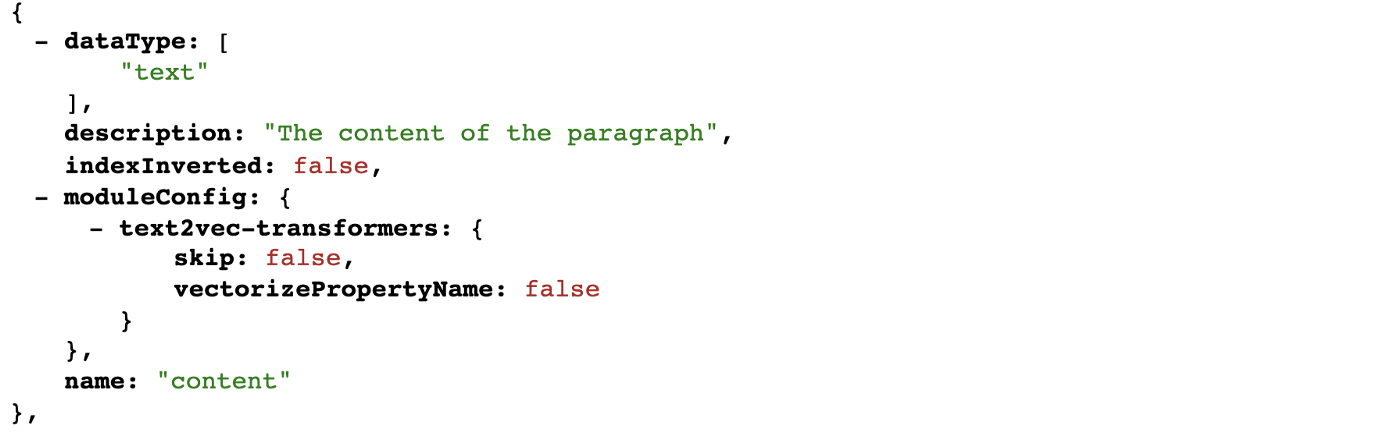 {
- dataType: [
"text"
],
description: "The content of the paragraph",
indexInverted: false,
- moduleConfig: {
- text2vec-transformers: {
skip: false,
vectorizePropertyName: false
}
},
name: "content"
},